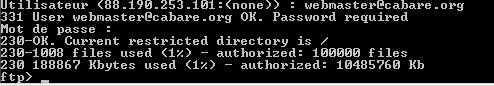 Utilisateur (88.190.253.101:(none)) : webmaster@cabare.org
331 User webmaster@cabare.org OK. Password required
Mot de passe :
230-OK. Current restricted directory is /
230-1008 files used (1%) - authorized: 100000 files
230 188867 Kbytes used (1%) - authorized: 10485760 Kb
ftp> _